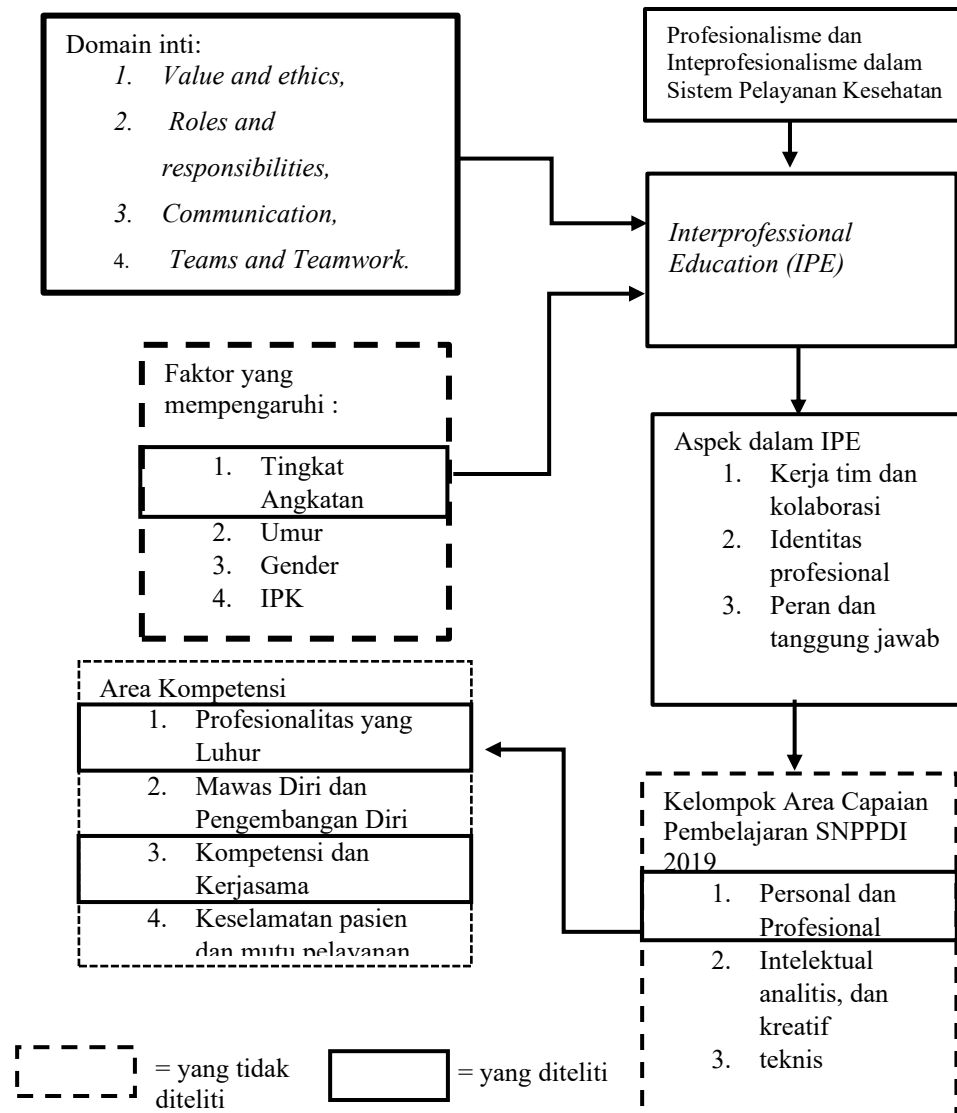 Domain inti:
1. Value and ethics,
2. Roles and
responsibilities,
3. Communication,
4. Teams and Teamwork.
Profesionalisme dan
Inteprofesionalisme dalam
Sistem Pelayanan Kesehatan
Interprofessional
Education (IPE)
Faktor yang
mempengaruhi :
1. Tingkat
Angkatan
2. Umur
3. Gender
4. IPK
Aspek dalam IPE
1. Kerja tim dan
kolaborasi
2. Identitas
profesional
3. Peran dan
tanggung jawab
Area Kompetensi
1. Profesionalitas yang
Luhur
2. Mawas Diri dan
Pengembangan Diri
3. Kompetensi dan
Kerjasama
4. Keselamatan pasien
dan mutu pelayanan
Kelompok Area Capaian
Pembelajaran SNPPDI
2019
1. Personal dan
Profesional
2. Intelektual
analitis, dan
kreatif
3. teknis
= yang tidak
diteliti
= yang diteliti